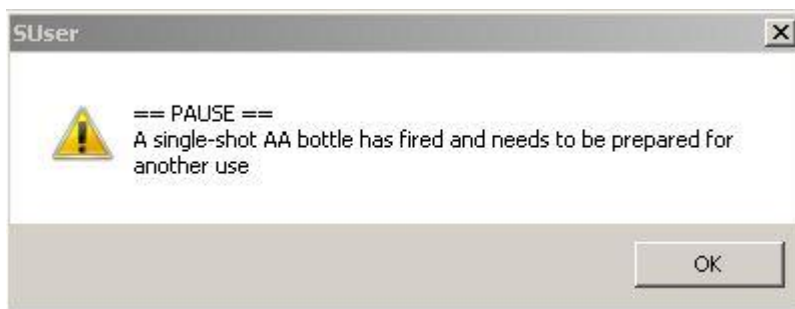 SUser
== PAUSE ==
A single-shot AA bottle has fired and needs to be prepared for
another use
OK